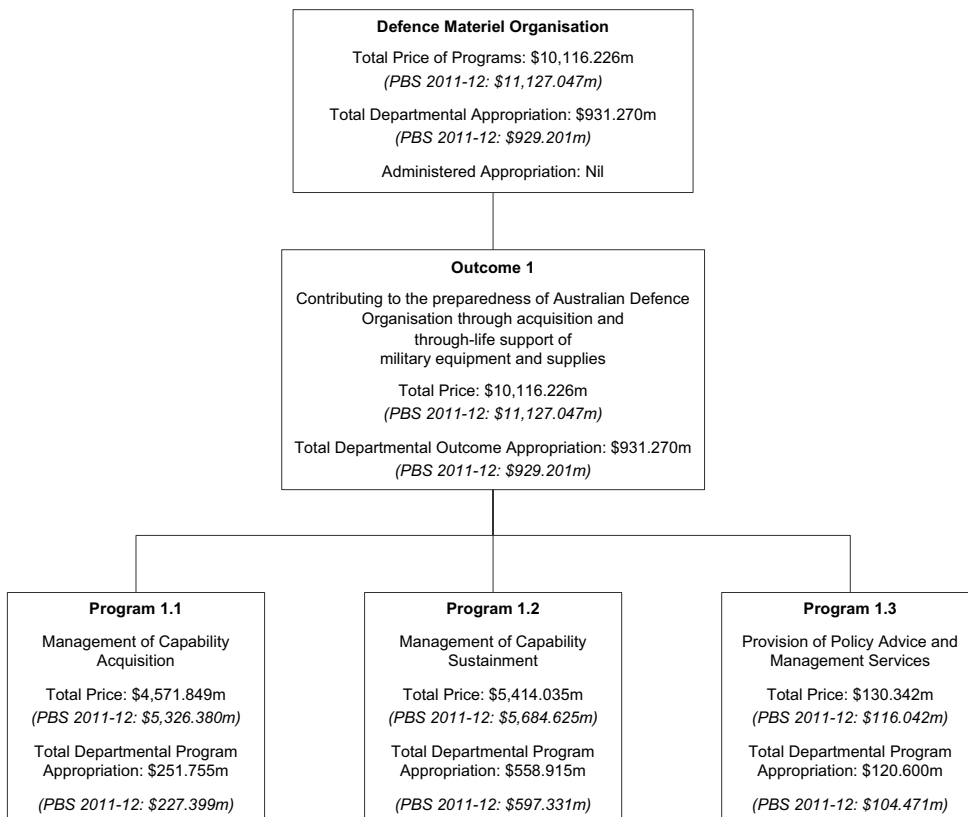 Defence Materiel Organisation
Total Price of Programs: $10,116.226m
(PBS 2011-12: $11,127.047m)
Total Departmental Appropriation: $931.270m
(PBS 2011-12: $929.201m)
Administered Appropriation: Nil
Outcome 1
Contributing to the preparedness of Australian Defence
Organisation through acquisition and
through-life support of
military equipment and supplies
Total Price: $10,116.226m
(PBS 2011-12: $11,127.047m)
Total Departmental Outcome Appropriation: $931.270m
(PBS 2011-12: $929.201m)
Program 1.1
Management of Capability
Acquisition
Total Price: $4,571.849m
(PBS 2011-12: $5,326.380m)
Total Departmental Program
Appropriation: $251.755m
(PBS 2011-12: $227.399m)
Program 1.2
Management of Capability
Sustainment
Total Price: $5,414.035m
(PBS 2011-12: $5,684.625m)
Total Departmental Program
Appropriation: $558.915m
(PBS 2011-12: $597.331m)
Program 1.3
Provision of Policy Advice and
Management Services
Total Price: $130.342m
(PBS 2011-12: $116.042m)
Total Departmental Program
Appropriation: $120.600m
(PBS 2011-12: $104.471m)